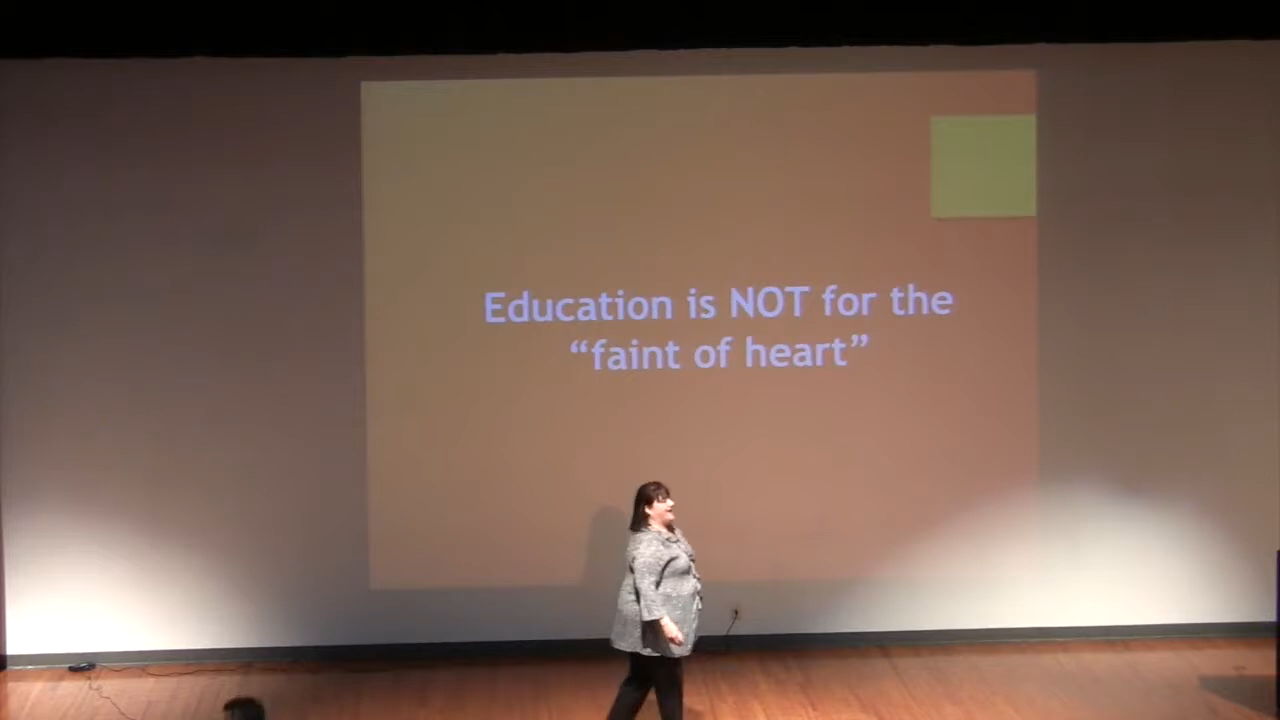 Education is NOT for the
“faint of heart”